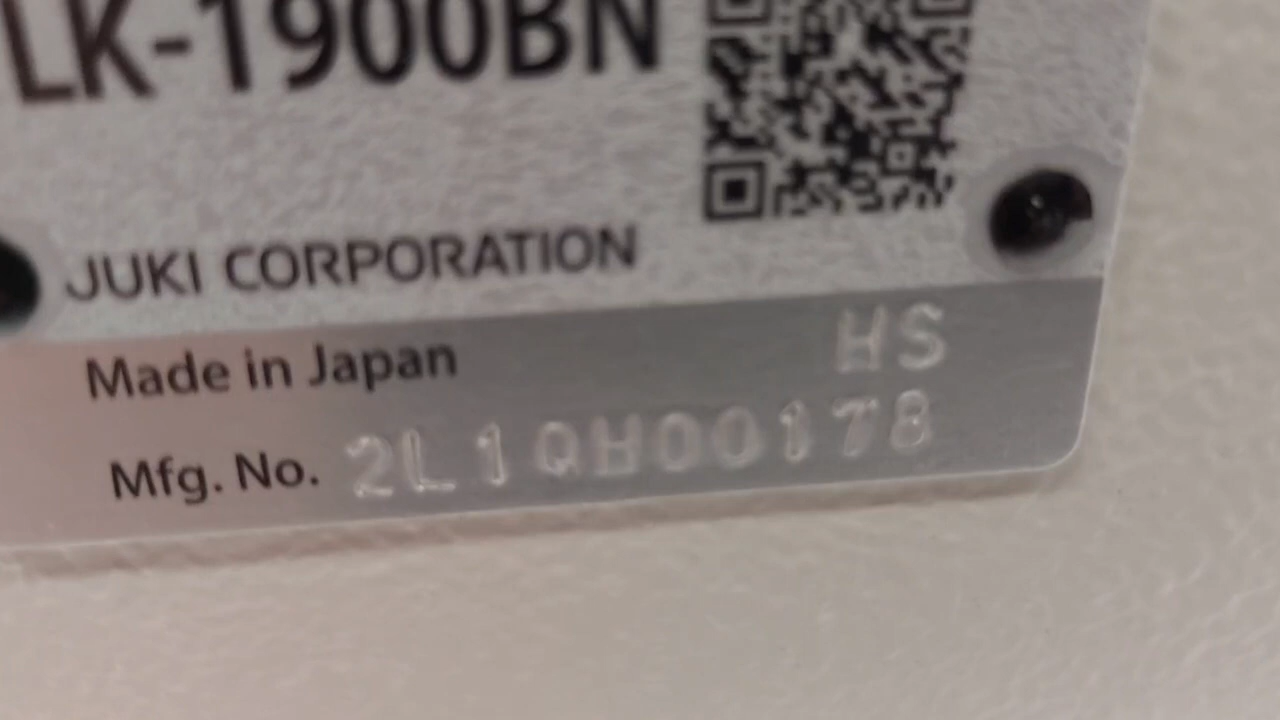 LK-1900BN
JUKI CORPORATION
HS
Made in Japan
Mfg. No. 2L1QH00178